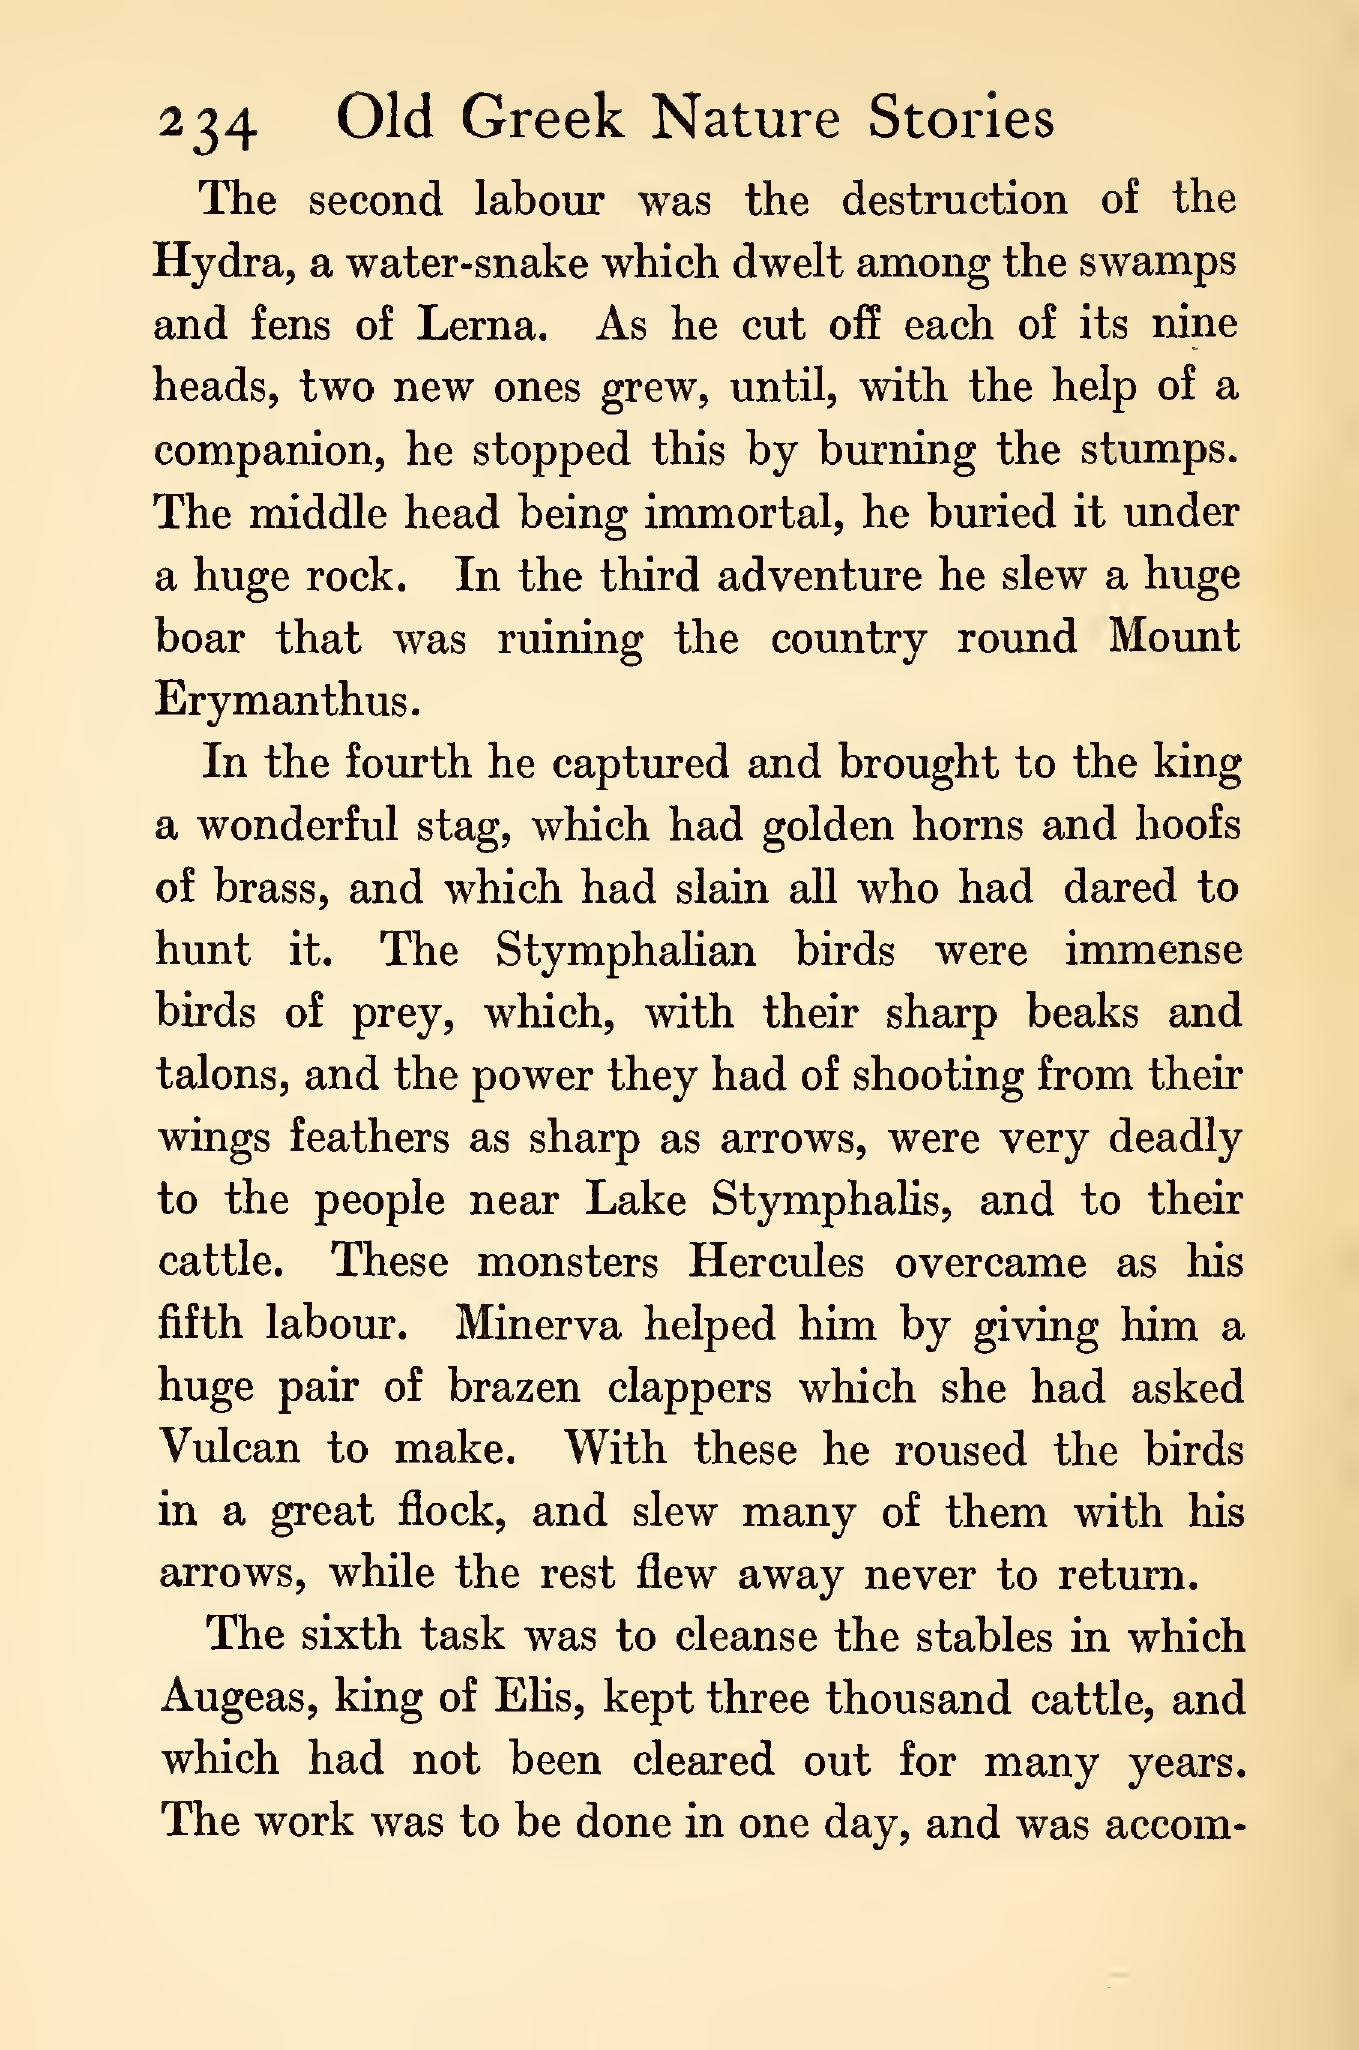 234 Old Greek Nature Stories
The second labour was the destruction of the
Hydra, a water-snake which dwelt among the swamps
and fens of Lerna. As he cut off each of its nine
heads, two new ones grew, until, with the help of a
companion, he stopped this by burning the stumps.
The middle head being immortal, he buried it under
a huge rock. In the third adventure he slew a huge
boar that was ruining the country round Mount
Erymanthus.
In the fourth he captured and brought to the king
a wonderful stag, which had golden horns and hoofs
of brass, and which had slain all who had dared to
hunt it. The Stymphalian birds were immense
birds of prey, which, with their sharp beaks and
talons, and the power they had of shooting from their
wings feathers as sharp as arrows, were very deadly
to the people near Lake Stymphalis, and to their
cattle. These monsters Hercules overcame as his
fifth labour. Minerva helped him by giving him a
huge pair of brazen clappers which she had asked
Vulcan to make. With these he roused the birds
in a great flock, and slew many of them with his
arrows, while the rest flew away never to return.
The sixth task was to cleanse the stables in which
Augeas, king of Elis, kept three thousand cattle, and
which had not been cleared out for many years.
The work was to be done in one day, and was accom-